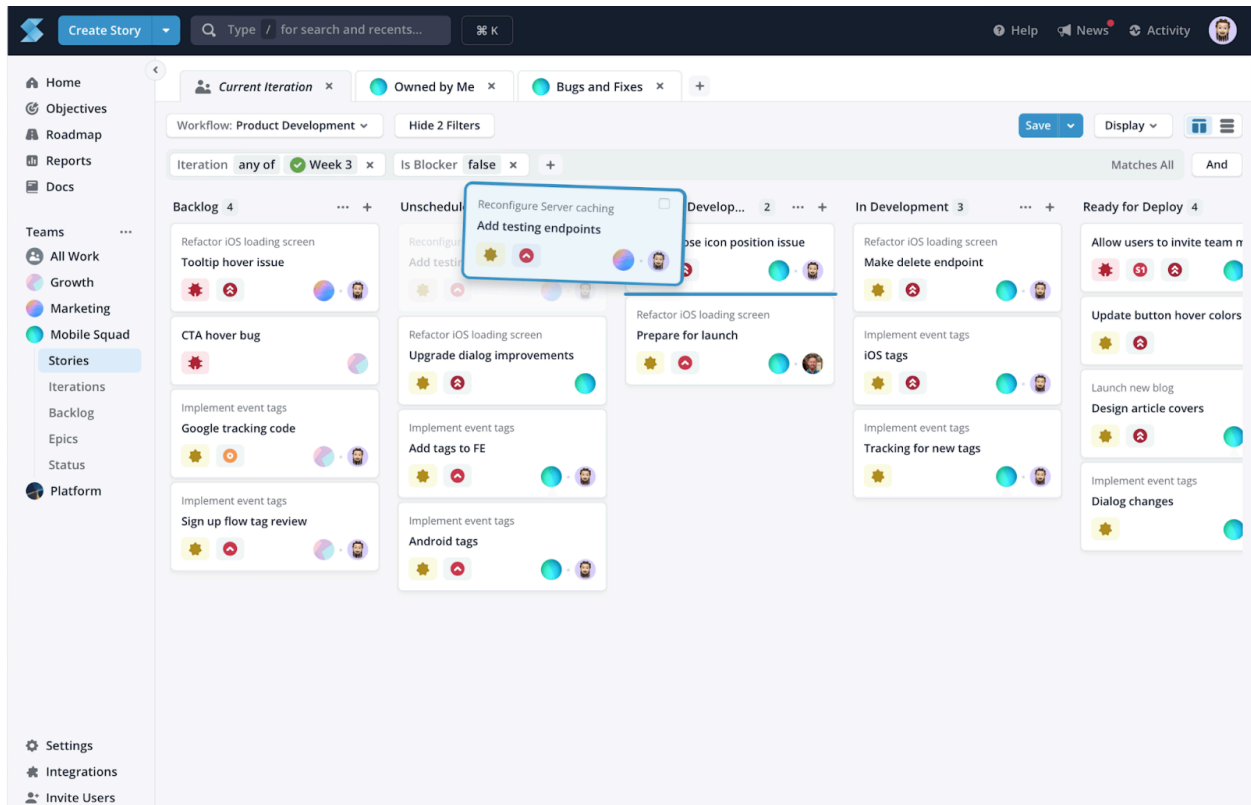 Create Story
Type / for search and recents...
⌘ K
Help
News
Activity
Home
Objectives
Roadmap
Reports
Docs
Teams
All Work
Growth
Marketing
Mobile Squad
Stories
Iterations
Backlog
Epics
Status
Platform
Settings
Integrations
Invite Users
Current Iteration
Owned by Me
Bugs and Fixes
Workflow: Product Development
Hide 2 Filters
Save
Display
Iteration any of Week 3
Is Blocker false
Matches All
And
Backlog 4
Refactor iOS loading screen
Tooltip hover issue
CTA hover bug
Implement event tags
Google tracking code
Implement event tags
Sign up flow tag review
Unschedul
Reconfigu
Add testin
Refactor iOS loading screen
Upgrade dialog improvements
Implement event tags
Add tags to FE
Implement event tags
Android tags
Reconfigure Server caching
Add testing endpoints
Develop... 2
ose icon position issue
Refactor iOS loading screen
Prepare for launch
In Development 3
Refactor iOS loading screen
Make delete endpoint
Implement event tags
iOS tags
Implement event tags
Tracking for new tags
Ready for Deploy 4
Allow users to invite team m
S1
Update button hover colors
Launch new blog
Design article covers
Implement event tags
Dialog changes